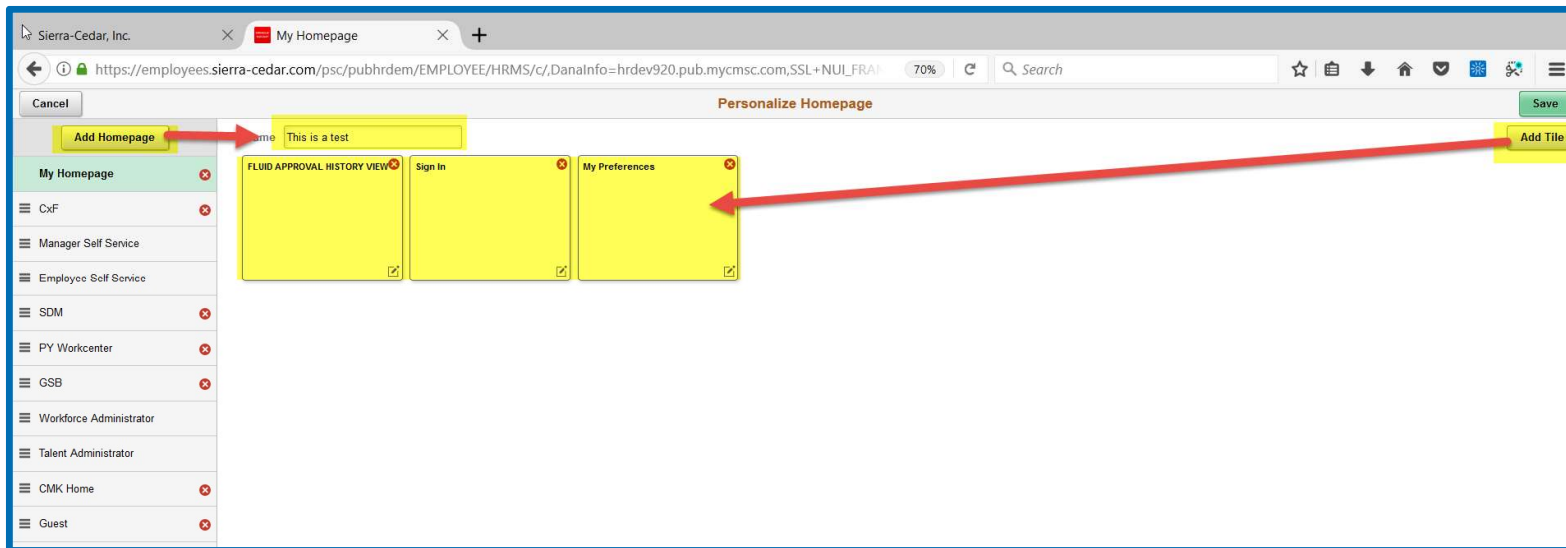 Sierra-Cedar, Inc.
My Homepage
https://employees.sierra-cedar.com/psc/pubhrdem/EMPLOYEE/HRMS/c/,DanaInfo=hrdev920.pub.mycmsc.com,SSL+NUI_FRA
70%
Search
Cancel
Personalize Homepage
Save
Add Homepage
This is a test
Add Tile
My Homepage
FLUID APPROVAL HISTORY VIEW
Sign In
My Preferences
CxF
Manager Self Service
Employee Self Service
SDM
PY Workcenter
GSB
Workforce Administrator
Talent Administrator
CMK Home
Guest